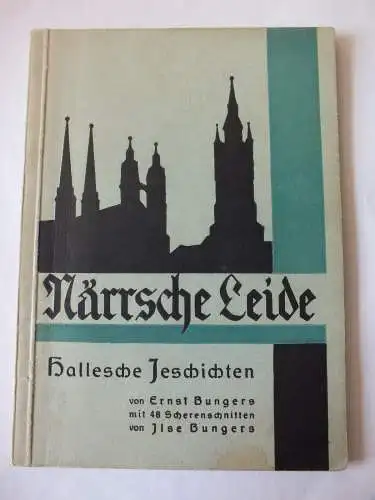 Närrsche Leide
Hallesche Jeschichten
von Ernst Bungers
mit 48 Scherenschnitten
von Ilse Bungers